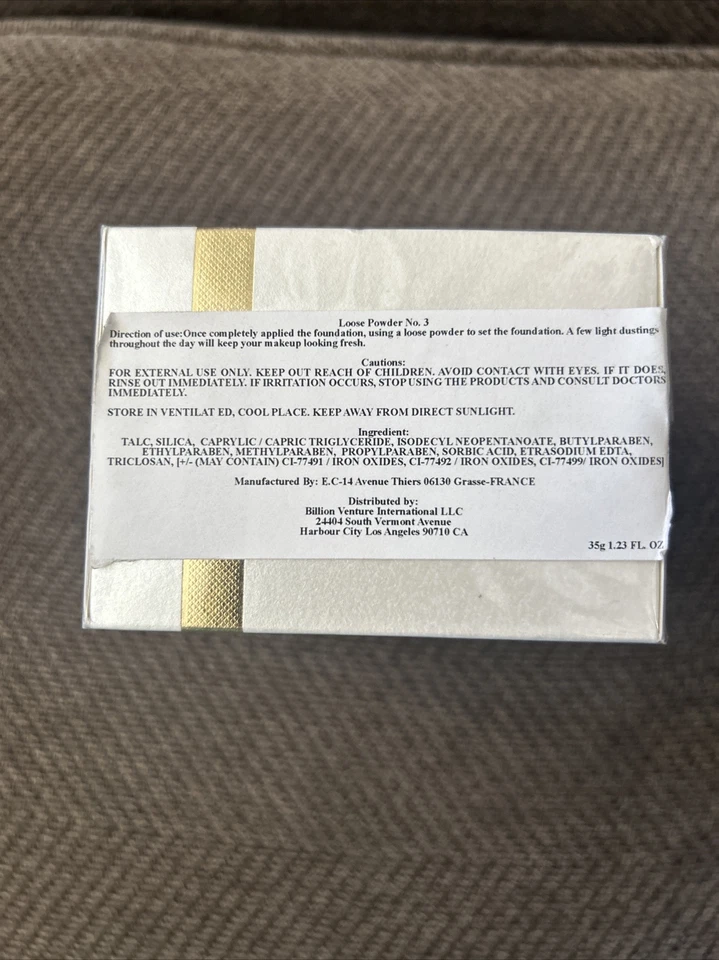 Loose Powder No. 3
Direction of use:Once completely applied the foundation, using a loose powder to set the foundation. A few light dustings
throughout the day will keep your makeup looking fresh.
Cautions:
FOR EXTERNAL USE ONLY. KEEP OUT REACH OF CHILDREN. AVOID CONTACT WITH EYES. IF IT DOES,
RINSE OUT IMMEDIATELY. IF IRRITATION OCCURS, STOP USING THE PRODUCTS AND CONSULT DOCTORS
IMMEDIATELY.
STORE IN VENTILAT ED, COOL PLACE. KEEP AWAY FROM DIRECT SUNLIGHT.
Ingredient:
TALC, SILICA, CAPRYLIC / CAPRIC TRIGLYCERIDE, ISODECYL NEOPENTANOATE, BUTYLPARABEN,
ETHYLPARABEN, METHYLPARABEN, PROPYLPARABEN, SORBIC ACID, ETRASODIUM EDTA,
TRICLOSAN, [+/- (MAY CONTAIN) CI-77491 / IRON OXIDES, CI-77492 / IRON OXIDES, CI-77499/ IRON OXIDES]
Manufactured By: E.C-14 Avenue Thiers 06130 Grasse-FRANCE
Distributed by:
Billion Venture International LLC
24404 South Vermont Avenue
Harbour City Los Angeles 90710 CA
35g 1.23 FL. OZ